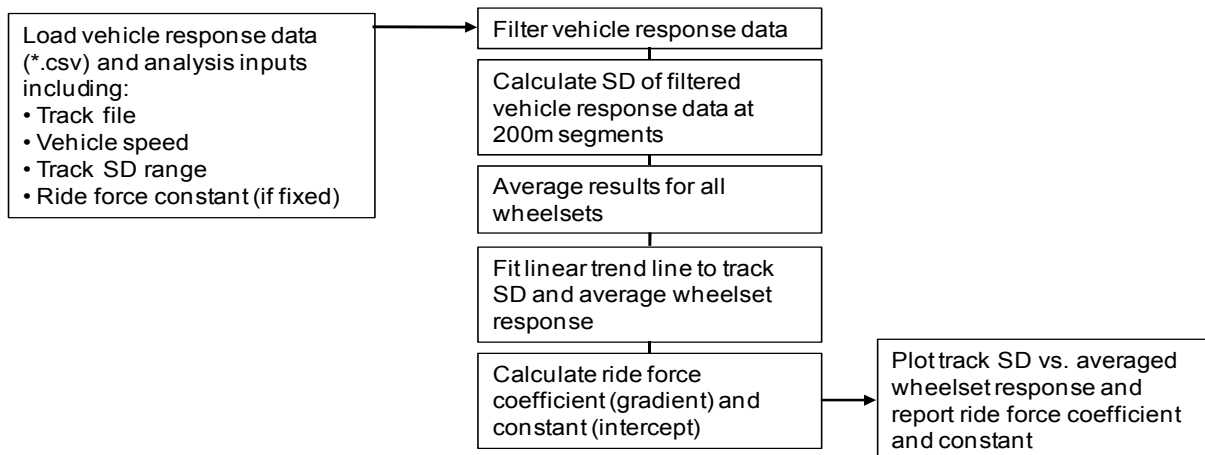 Load vehicle response data
(*.csv) and analysis inputs
including:
• Track file
• Vehicle speed
• Track SD range
• Ride force constant (if fixed)
Filter vehicle response data
Calculate SD of filtered
vehicle response data at
200m segments
Average results for all
wheelsets
Fit linear trend line to track
SD and average wheelset
response
Calculate ride force
coefficient (gradient) and
constant (intercept)
Plot track SD vs. averaged
wheelset response and
report ride force coefficient
and constant